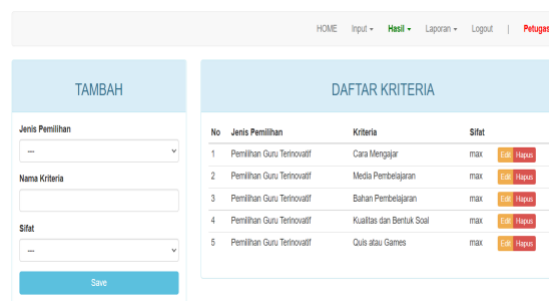 HOME Input Hasil Laporan Logout | Petugas
TAMBAH
Jenis Pemilihan
---
Nama Kriteria
Sifat
---
Save
DAFTAR KRITERIA
No Jenis Pemilihan Kriteria Sifat
1 Pemilihan Guru Terinovatif Cara Mengajar max Edit Hapus
2 Pemilihan Guru Terinovatif Media Pembelajaran max Edit Hapus
3 Pemilihan Guru Terinovatif Bahan Pembelajaran max Edit Hapus
4 Pemilihan Guru Terinovatif Kualitas dan Bentuk Soal max Edit Hapus
5 Pemilihan Guru Terinovatif Quis atau Games max Edit Hapus